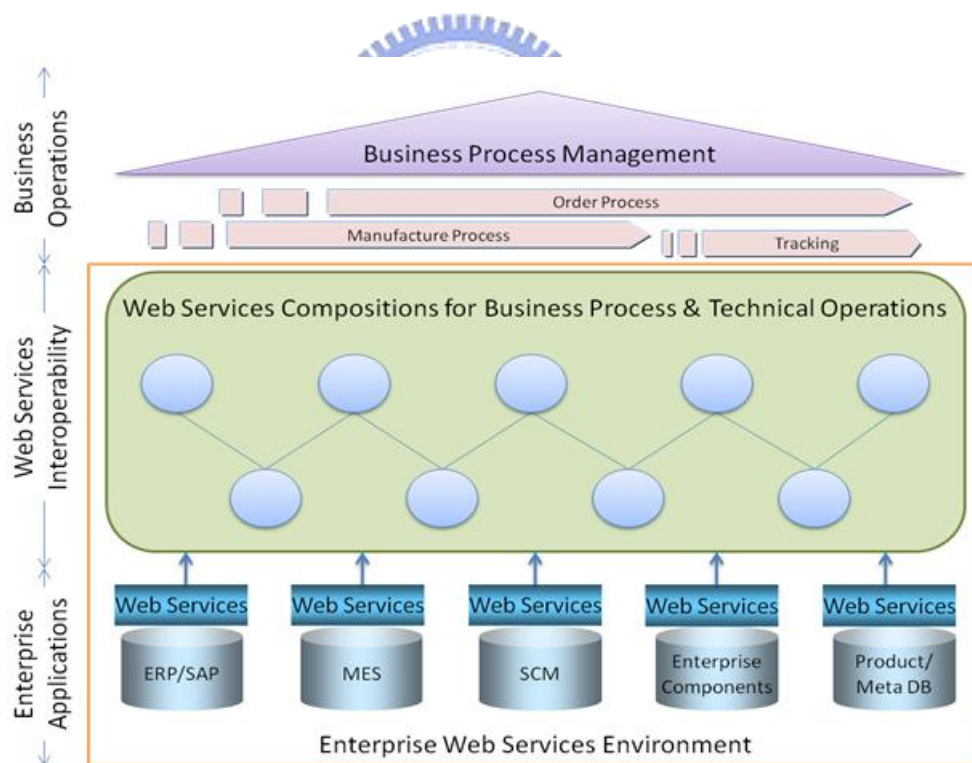 Business
Operations
Business Process Management
Order Process
Manufacture Process
Tracking
Web Services
Interoperability
Web Services Compositions for Business Process & Technical Operations
Enterprise
Applications
Web Services
Web Services
Web Services
Web Services
Web Services
ERP/SAP
MES
SCM
Enterprise
Components
Product/
Meta DB
Enterprise Web Services Environment